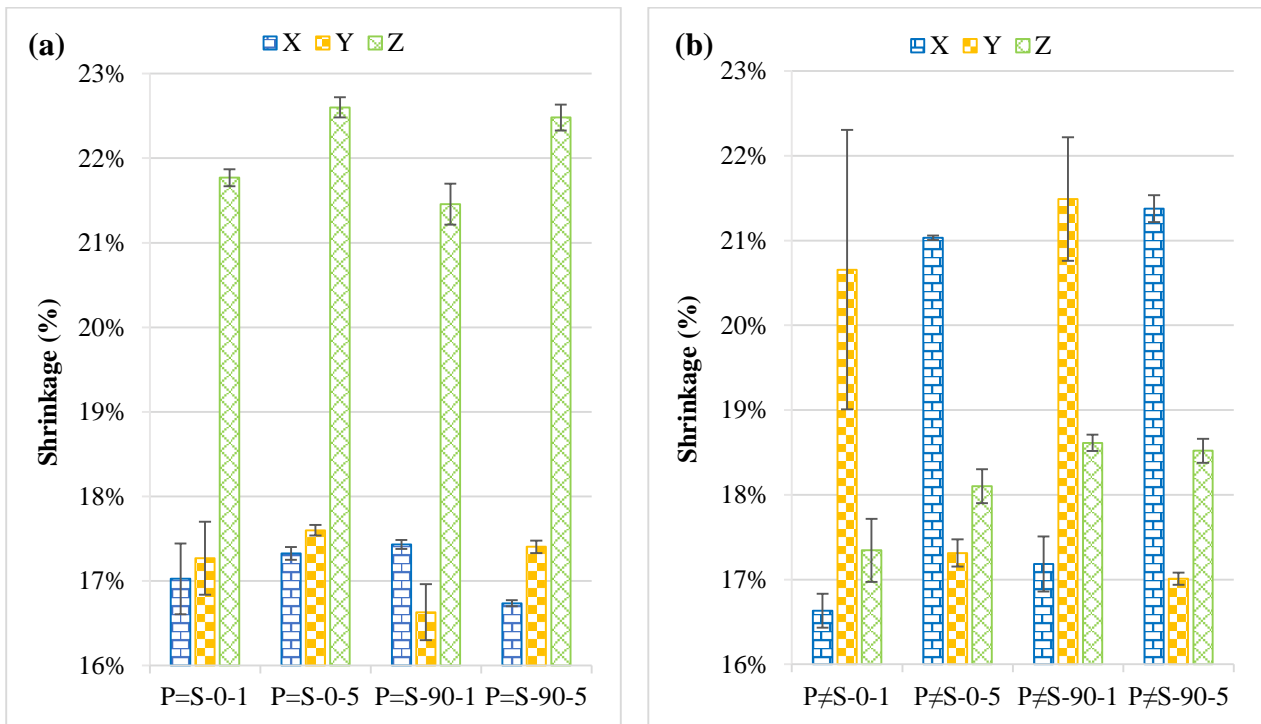 (a)
X Y Z
23%
22%
21%
20%
19%
18%
17%
16%
Shrinkage (%)
P=S-0-1 P=S-0-5 P=S-90-1 P=S-90-5
(b)
X Y Z
23%
22%
21%
20%
19%
18%
17%
16%
Shrinkage (%)
P≠S-0-1 P≠S-0-5 P≠S-90-1 P≠S-90-5